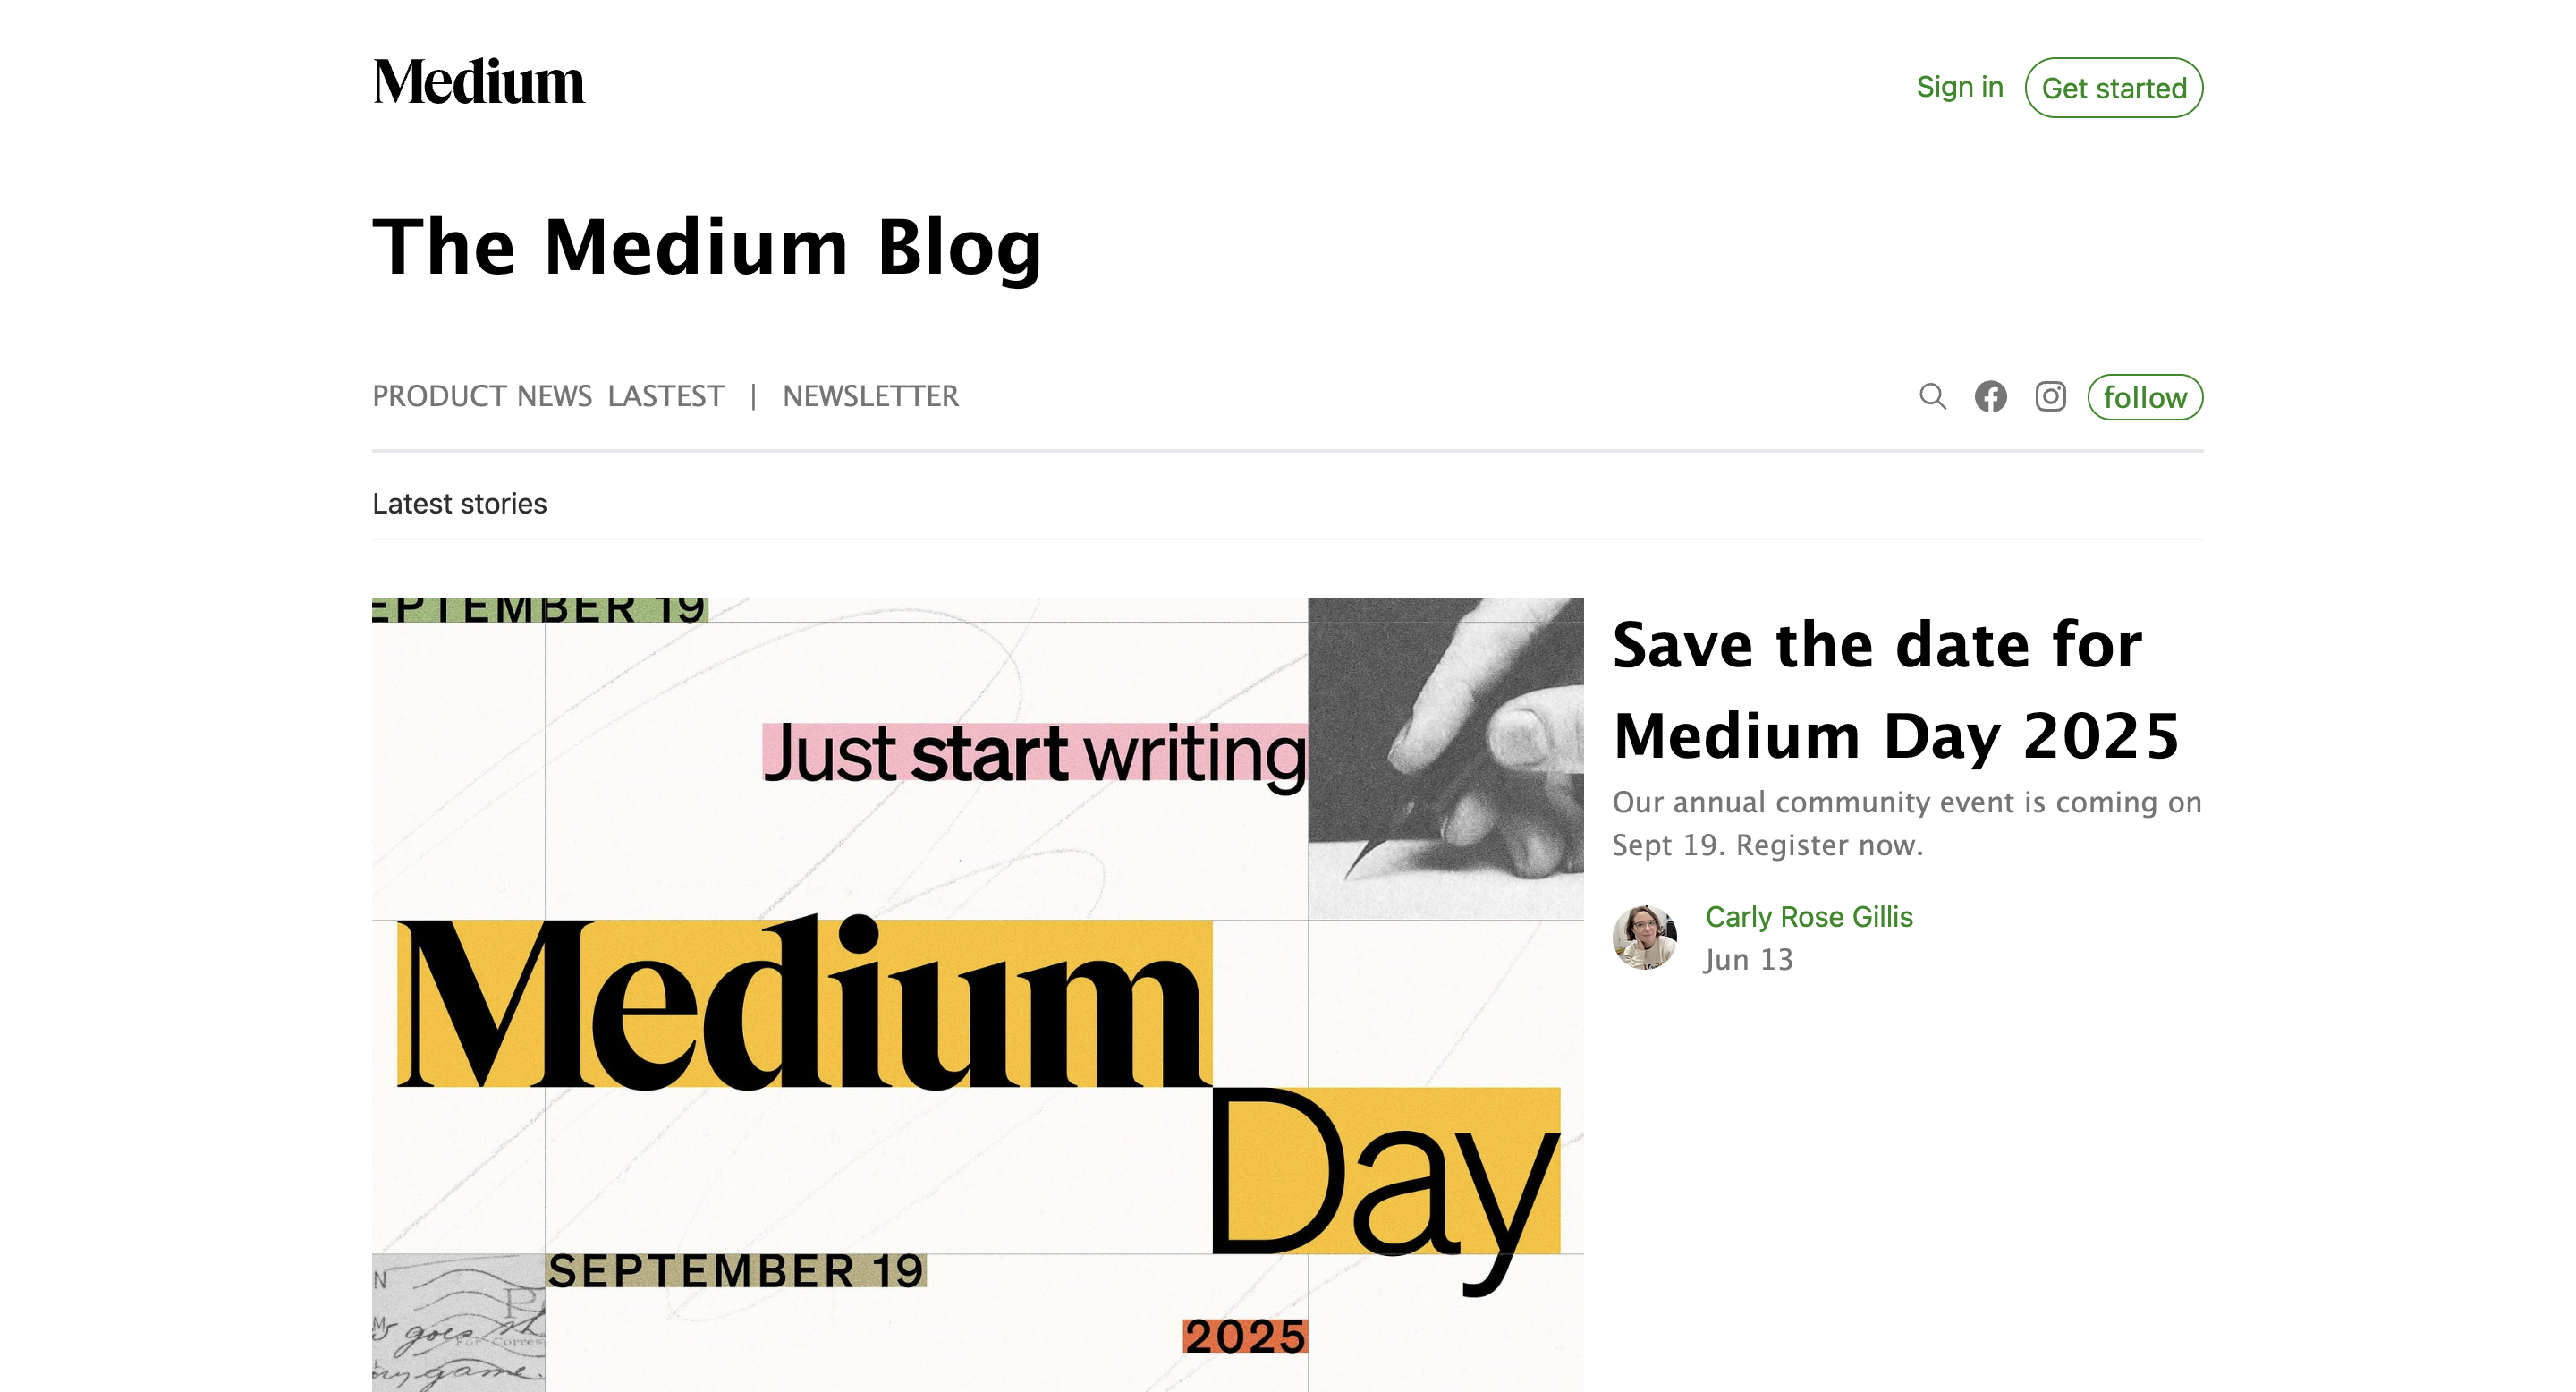 Medium
Sign in Get started
The Medium Blog
PRODUCT NEWS LASTEST | NEWSLETTER
follow
Latest stories
EPTEMBER 19
Just start writing
Medium
Day
SEPTEMBER 19
2025
N
goes
game.
Save the date for
Medium Day 2025
Our annual community event is coming on
Sept 19. Register now.
Carly Rose Gillis
Jun 13